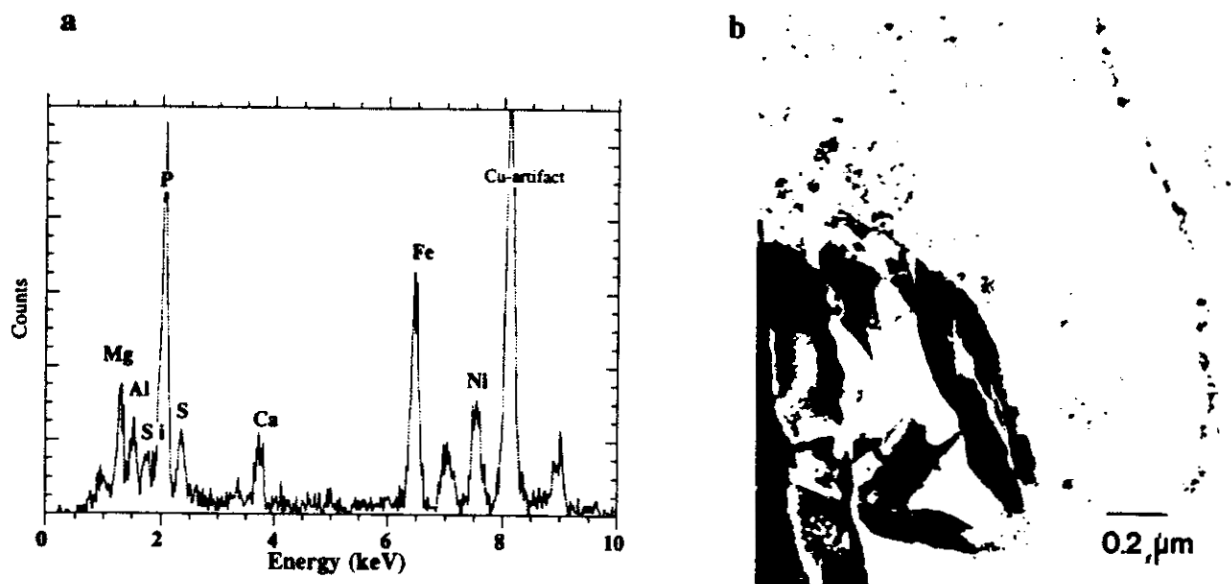 a
b
P
Cu-artifact
Fe
Counts
Mg
Al
Ni
S
S i
Ca
0 2 4 6 8 10
Energy (keV)
0.2 µm